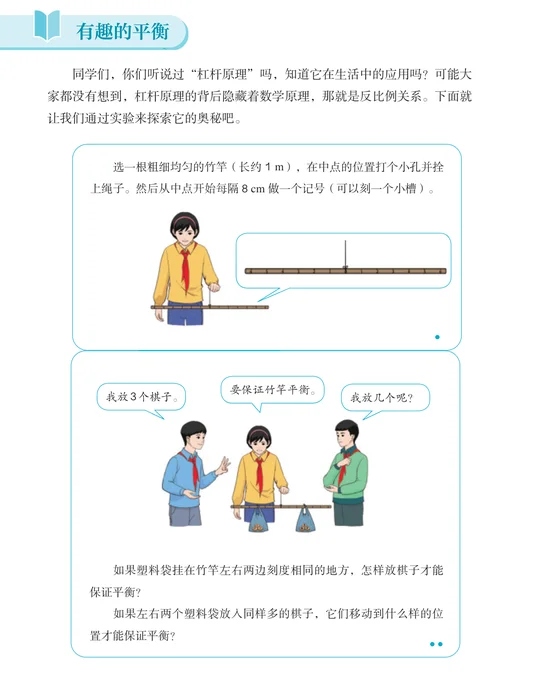 有趣的平衡
同学们，你们听说过“杠杆原理”吗，知道它在生活中的应用吗？可能大
家都没有想到，杠杆原理的背后隐藏着数学原理，那就是反比例关系。下面就
让我们通过实验来探索它的奥秘吧。
选一根粗细均匀的竹竿（长约 1 m），在中点的位置打个小孔并拴
上绳子。然后从中点开始每隔 8 cm 做一个记号（可以刻一个小槽）。
我放3个棋子。
要保证竹竿平衡。
我放几个呢？
如果塑料袋挂在竹竿左右两边刻度相同的地方，怎样放棋子才能
保证平衡？
如果左右两个塑料袋放入同样多的棋子，它们移动到什么样的位
置才能保证平衡？